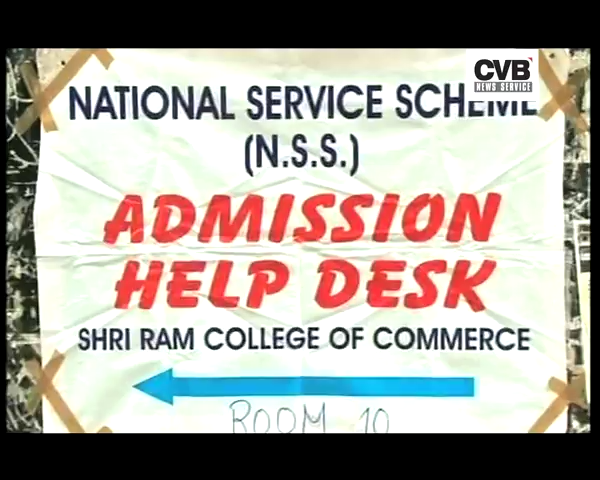 CVB
NEWS SERVICE
NATIONAL SERVICE SCHEME
(N.S.S.)
ADMISSION
HELP DESK
SHRI RAM COLLEGE OF COMMERCE
ROOM 10